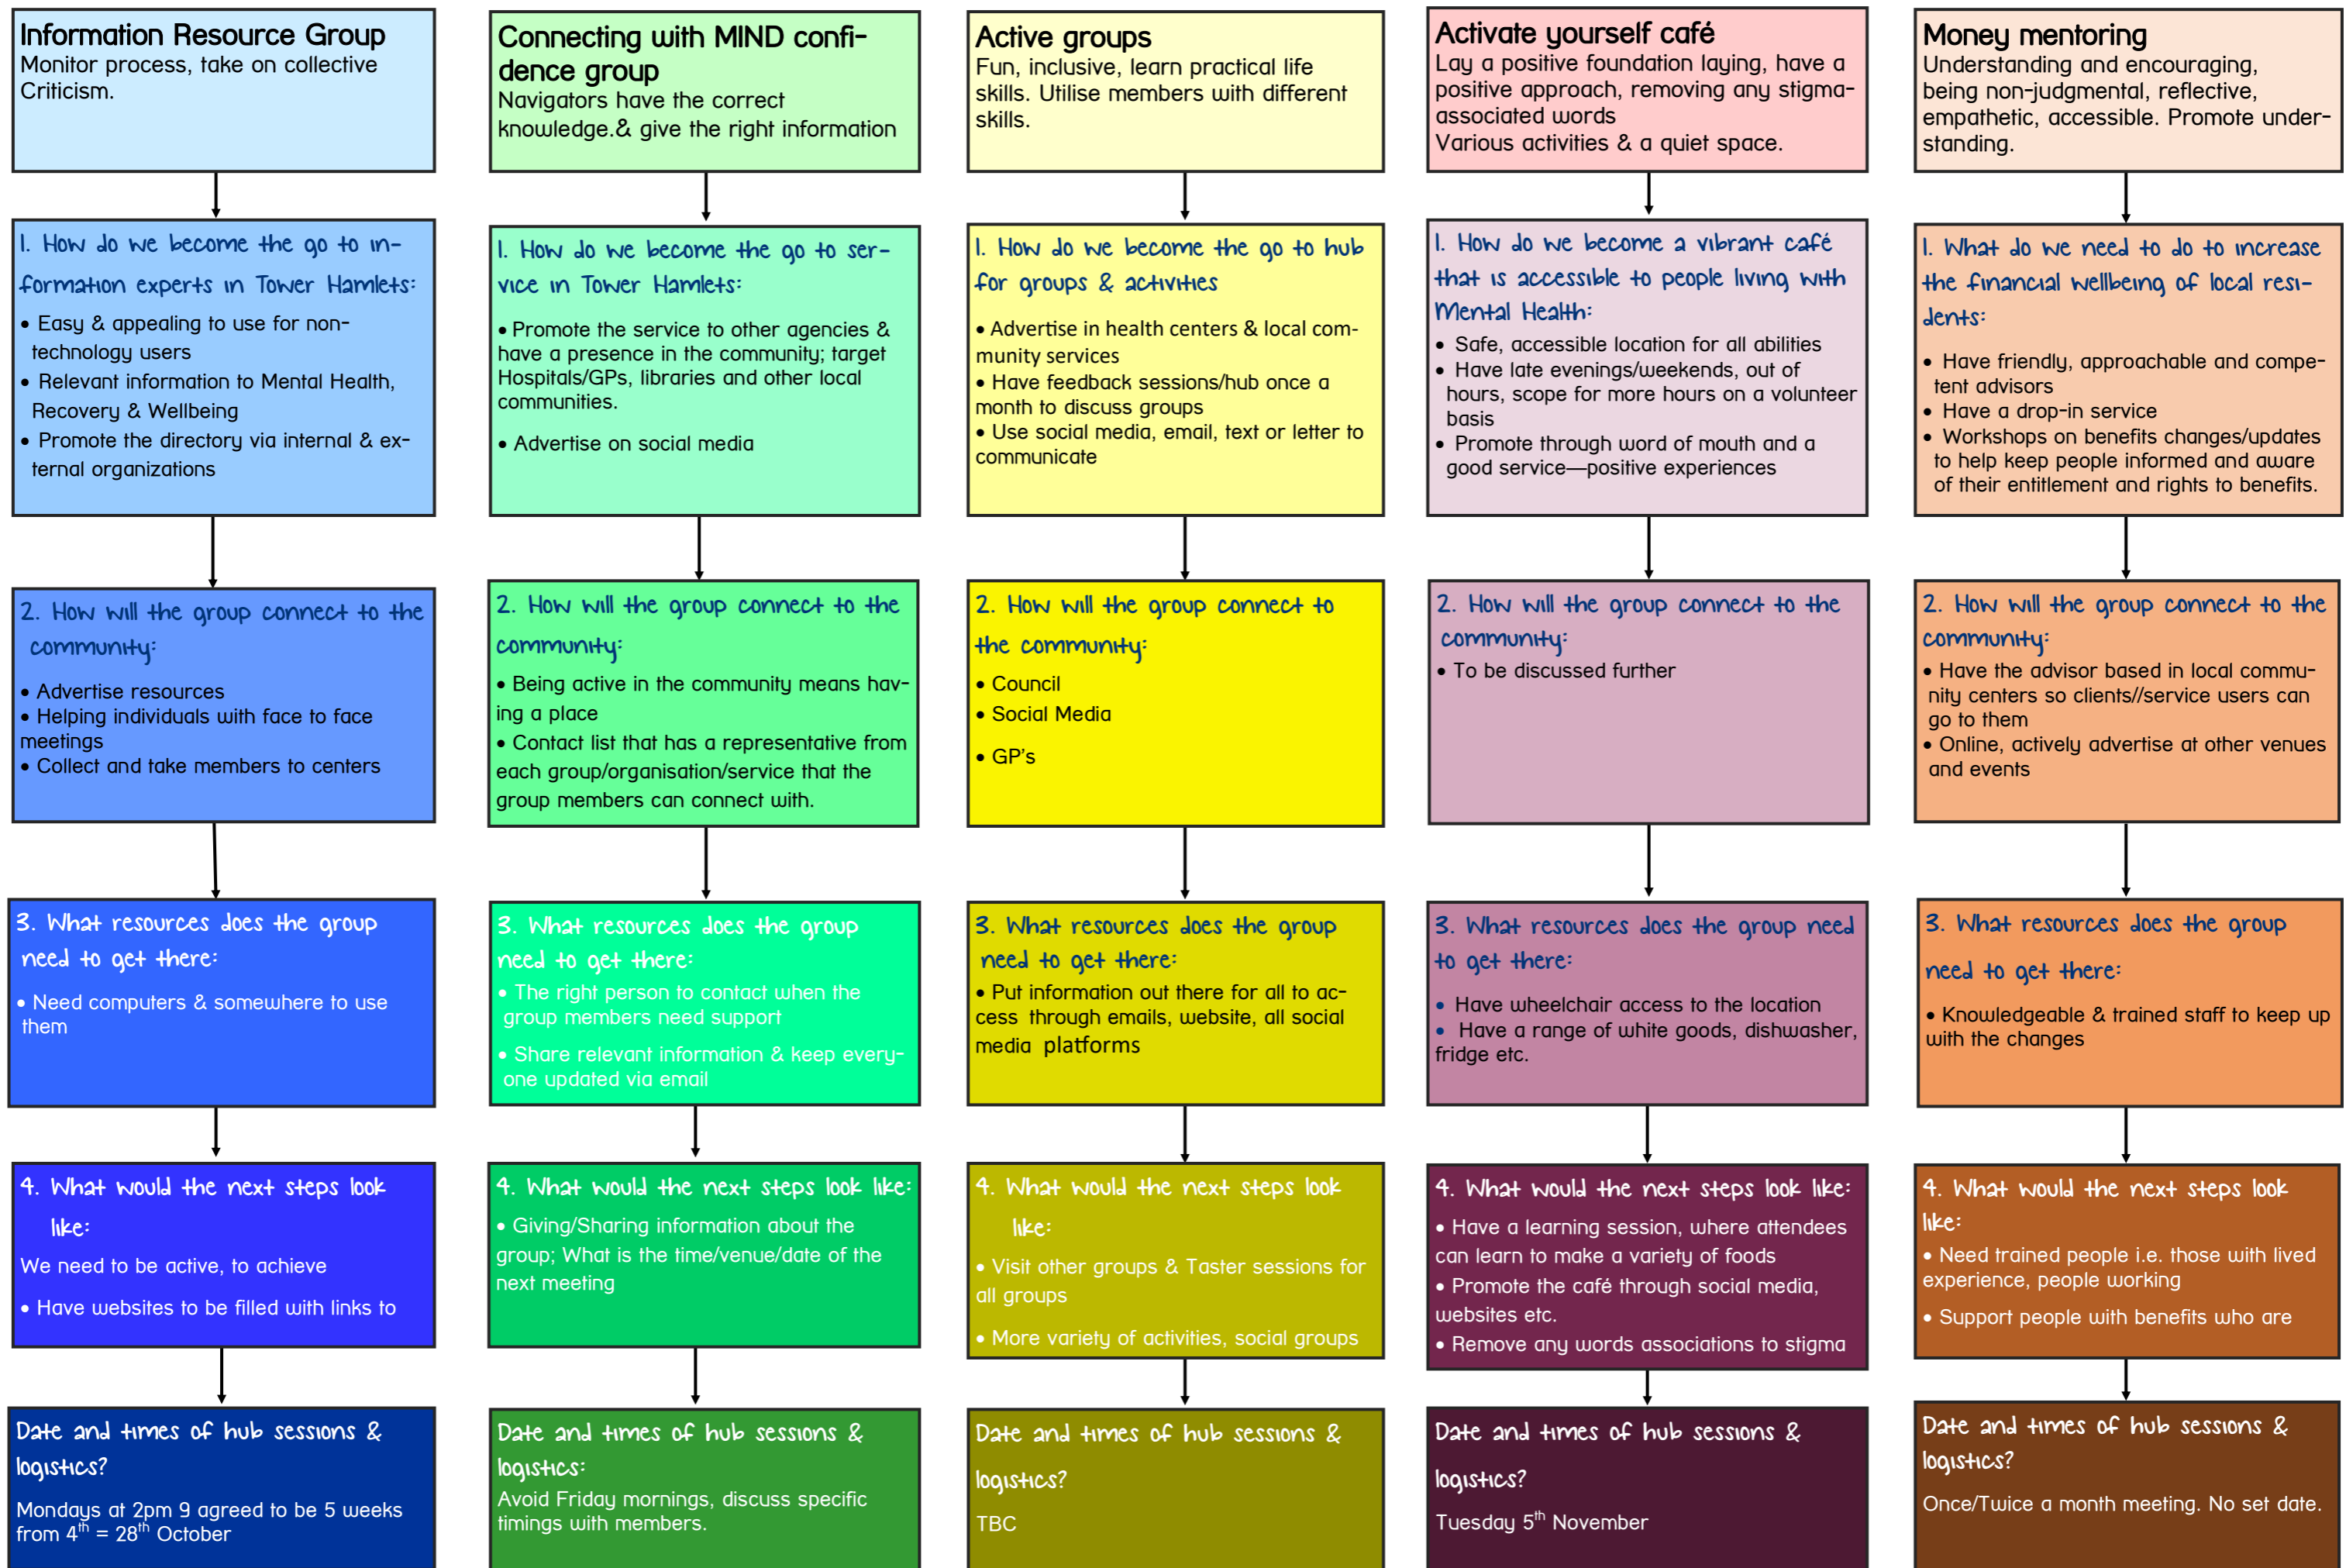 Information Resource Group
Monitor process, take on collective
Criticism.
1. How do we become the go to in-
formation experts in Tower Hamlets:
• Easy & appealing to use for non-
technology users
• Relevant information to Mental Health,
Recovery & Wellbeing
• Promote the directory via internal & ex-
ternal organizations
2. How will the group connect to the
community:
• Advertise resources
• Helping individuals with face to face
meetings
• Collect and take members to centers
3. What resources does the group
need to get there:
• Need computers & somewhere to use
them
4. What would the next steps look
like:
We need to be active, to achieve
• Have websites to be filled with links to
Date and times of hub sessions &
logistics?
Mondays at 2pm 9 agreed to be 5 weeks
from 4th = 28th October
Connecting with MIND confi-
dence group
Navigators have the correct
knowledge.& give the right information
1. How do we become the go to ser-
vice in Tower Hamlets:
• Promote the service to other agencies &
have a presence in the community; target
Hospitals/GPs, libraries and other local
communities.
• Advertise on social media
2. How will the group connect to the
community:
• Being active in the community means hav-
ing a place
• Contact list that has a representative from
each group/organisation/service that the
group members can connect with.
3. What resources does the group
need to get there:
• The right person to contact when the
group members need support
• Share relevant information & keep every-
one updated via email
4. What would the next steps look like:
• Giving/Sharing information about the
group; What is the time/venue/date of the
next meeting
Date and times of hub sessions &
logistics:
Avoid Friday mornings, discuss specific
timings with members.
Active groups
Fun, inclusive, learn practical life
skills. Utilise members with different
skills.
1. How do we become the go to hub
for groups & activities
• Advertise in health centers & local com-
munity services
• Have feedback sessions/hub once a
month to discuss groups
• Use social media, email, text or letter to
communicate
2. How will the group connect to
the community:
• Council
• Social Media
• GP's
3. What resources does the group
need to get there:
• Put information out there for all to ac-
cess through emails, website, all social
media platforms
4. What would the next steps look
like:
• Visit other groups & Taster sessions for
all groups
• More variety of activities, social groups
Date and times of hub sessions &
logistics?
TBC
Activate yourself café
Lay a positive foundation laying, have a
positive approach, removing any stigma-
associated words
Various activities & a quiet space.
1. How do we become a vibrant café
that is accessible to people living with
Mental Health:
• Safe, accessible location for all abilities
• Have late evenings/weekends, out of
hours, scope for more hours on a volunteer
basis
• Promote through word of mouth and a
good service—positive experiences
2. How will the group connect to the
community:
• To be discussed further
3. What resources does the group need
to get there:
• Have wheelchair access to the location
• Have a range of white goods, dishwasher,
fridge etc.
4. What would the next steps look like:
• Have a learning session, where attendees
can learn to make a variety of foods
• Promote the café through social media,
websites etc.
• Remove any words associations to stigma
Date and times of hub sessions &
logistics?
Tuesday 5th November
Money mentoring
Understanding and encouraging,
being non-judgmental, reflective,
empathetic, accessible. Promote under-
standing.
1. What do we need to do to increase
the financial wellbeing of local resi-
dents:
• Have friendly, approachable and compe-
tent advisors
• Have a drop-in service
• Workshops on benefits changes/updates
to help keep people informed and aware
of their entitlement and rights to benefits.
2. How will the group connect to the
community:
• Have the advisor based in local commu-
nity centers so clients//service users can
go to them
• Online, actively advertise at other venues
and events
3. What resources does the group
need to get there:
• Knowledgeable & trained staff to keep up
with the changes
4. What would the next steps look
like:
• Need trained people i.e. those with lived
experience, people working
• Support people with benefits who are
Date and times of hub sessions &
logistics?
Once/Twice a month meeting. No set date.